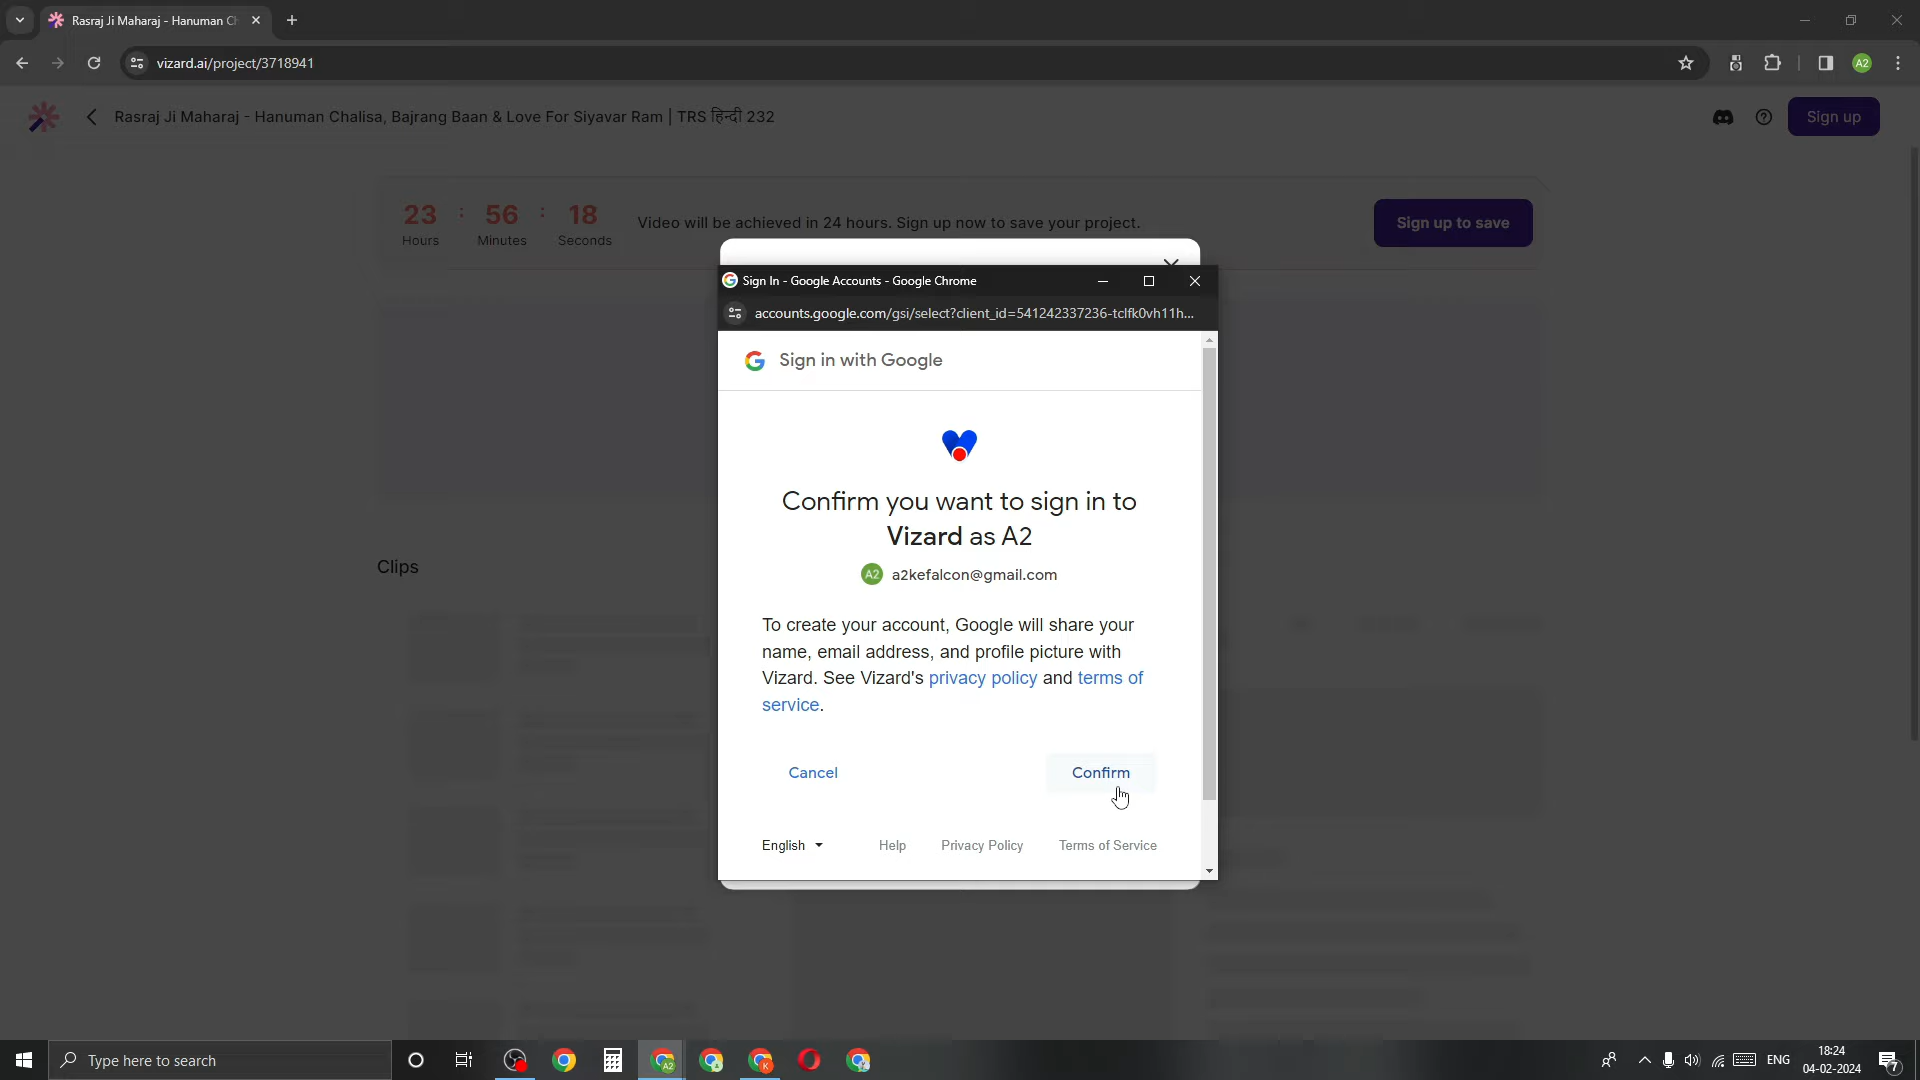 Rasraj Ji Maharaj - Hanuman Ch
vizard.ai/project/3718941
A2
Rasraj Ji Maharaj - Hanuman Chalisa, Bajrang Baan & Love For Siyavar Ram | TRS हिन्दी 232
Sign up
23 : 56 : 18
Hours Minutes Seconds
Video will be achieved in 24 hours. Sign up now to save your project.
Sign up to save
Sign In - Google Accounts - Google Chrome
accounts.google.com/gsi/select?client_id=541242337236-tclfk0vh11h...
Sign in with Google
Confirm you want to sign in to
Vizard as A2
A2 a2kefalcon@gmail.com
Clips
To create your account, Google will share your
name, email address, and profile picture with
Vizard. See Vizard's privacy policy and terms of
service.
Cancel Confirm
English Help Privacy Policy Terms of Service
Type here to search
A2
K
ENG
18:24
04-02-2024
7